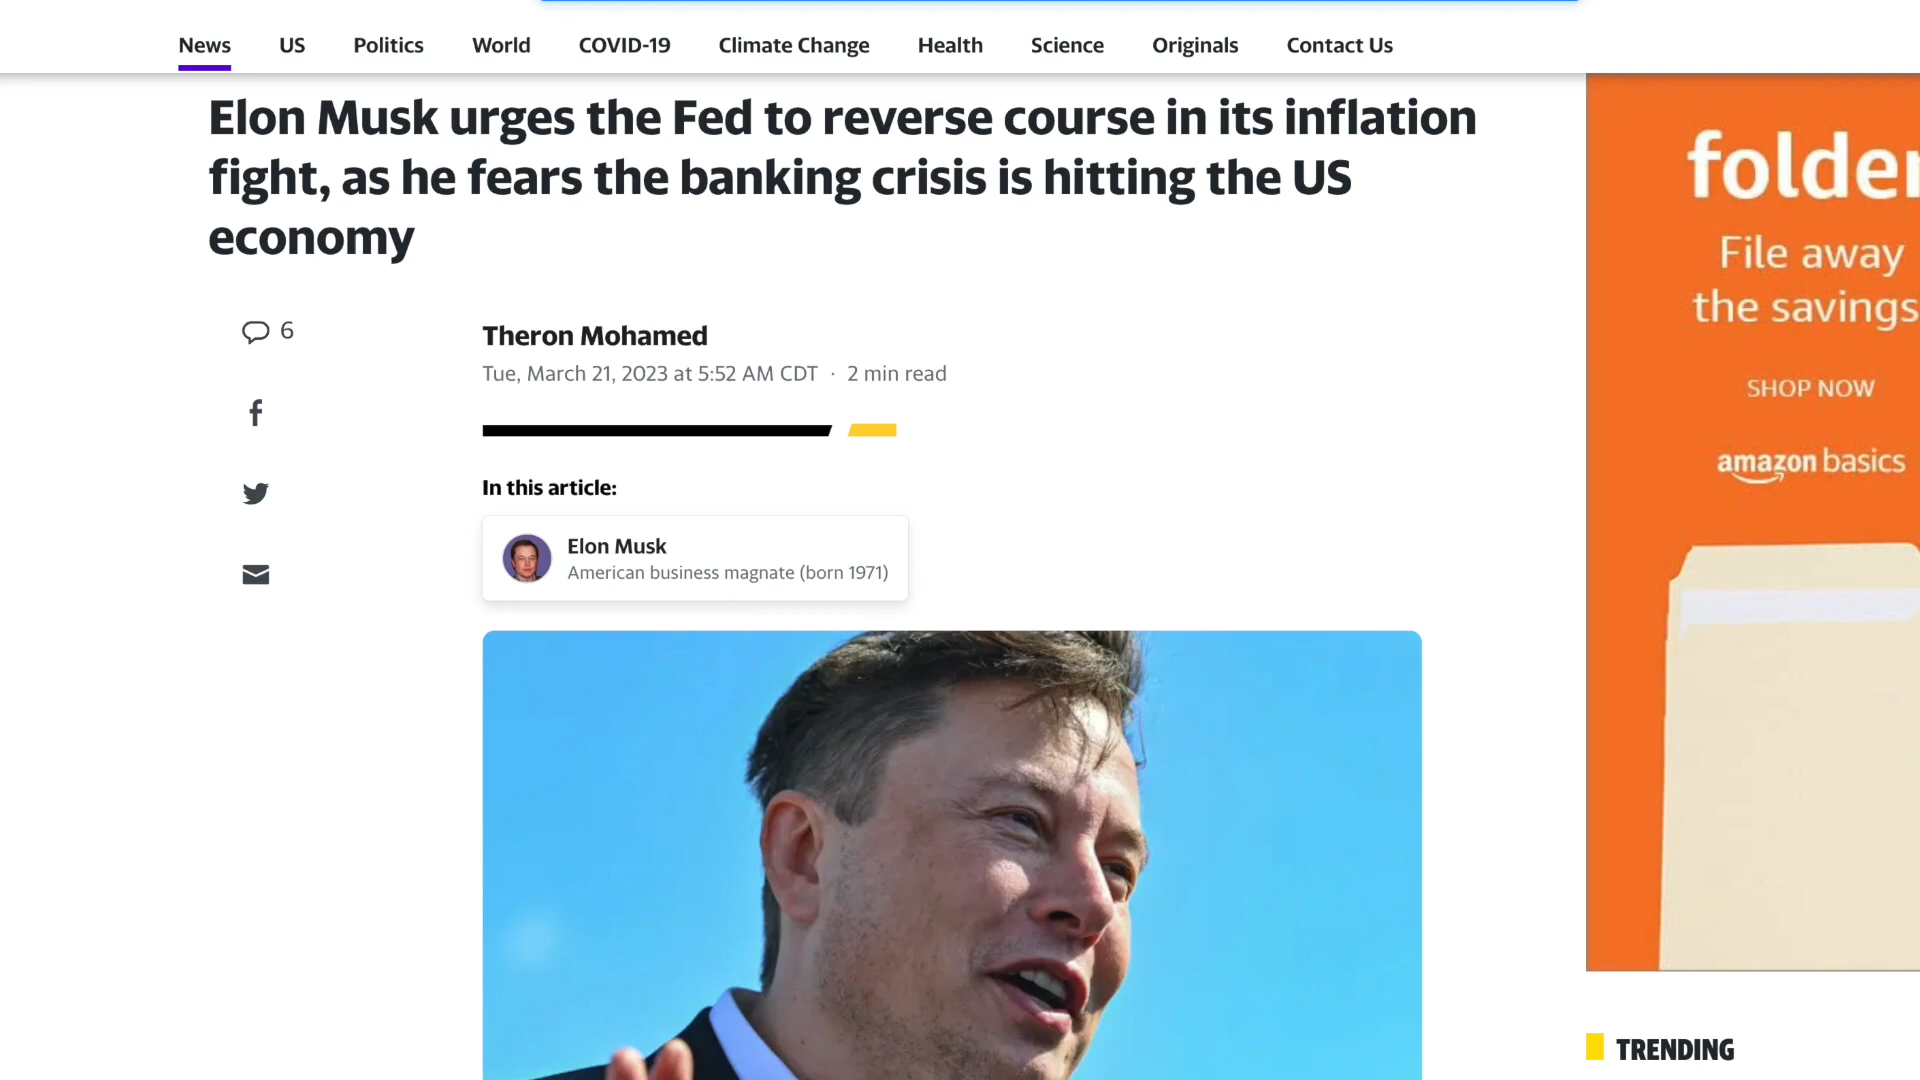 News US Politics World COVID-19 Climate Change Health Science Originals Contact Us
Elon Musk urges the Fed to reverse course in its inflation
fight, as he fears the banking crisis is hitting the US
economy
6
Theron Mohamed
Tue, March 21, 2023 at 5:52 AM CDT · 2 min read
In this article:
Elon Musk
American business magnate (born 1971)
folder
File away
the savings
SHOP NOW
amazon basics
TRENDING